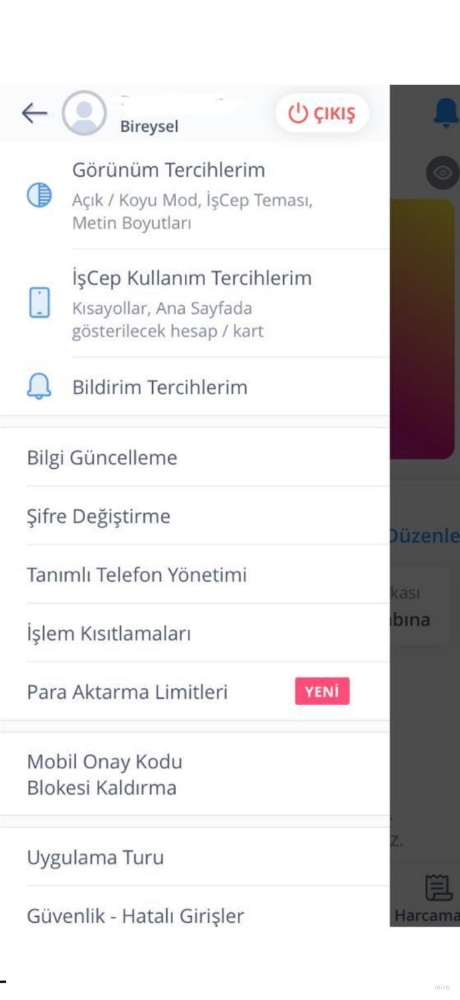 Bireysel
ÇIKIŞ
Görünüm Tercihlerim
Açık / Koyu Mod, İşCep Teması,
Metin Boyutları
İşCep Kullanım Tercihlerim
Kısayollar, Ana Sayfada
gösterilecek hesap / kart
Bildirim Tercihlerim
Bilgi Güncelleme
Şifre Değiştirme
Düzenle
Tanımlı Telefon Yönetimi
kası
bına
İşlem Kısıtlamaları
Para Aktarma Limitleri
YENİ
Mobil Onay Kodu
Blokesi Kaldırma
z.
Uygulama Turu
Güvenlik - Hatalı Girişler
Harcama
miro